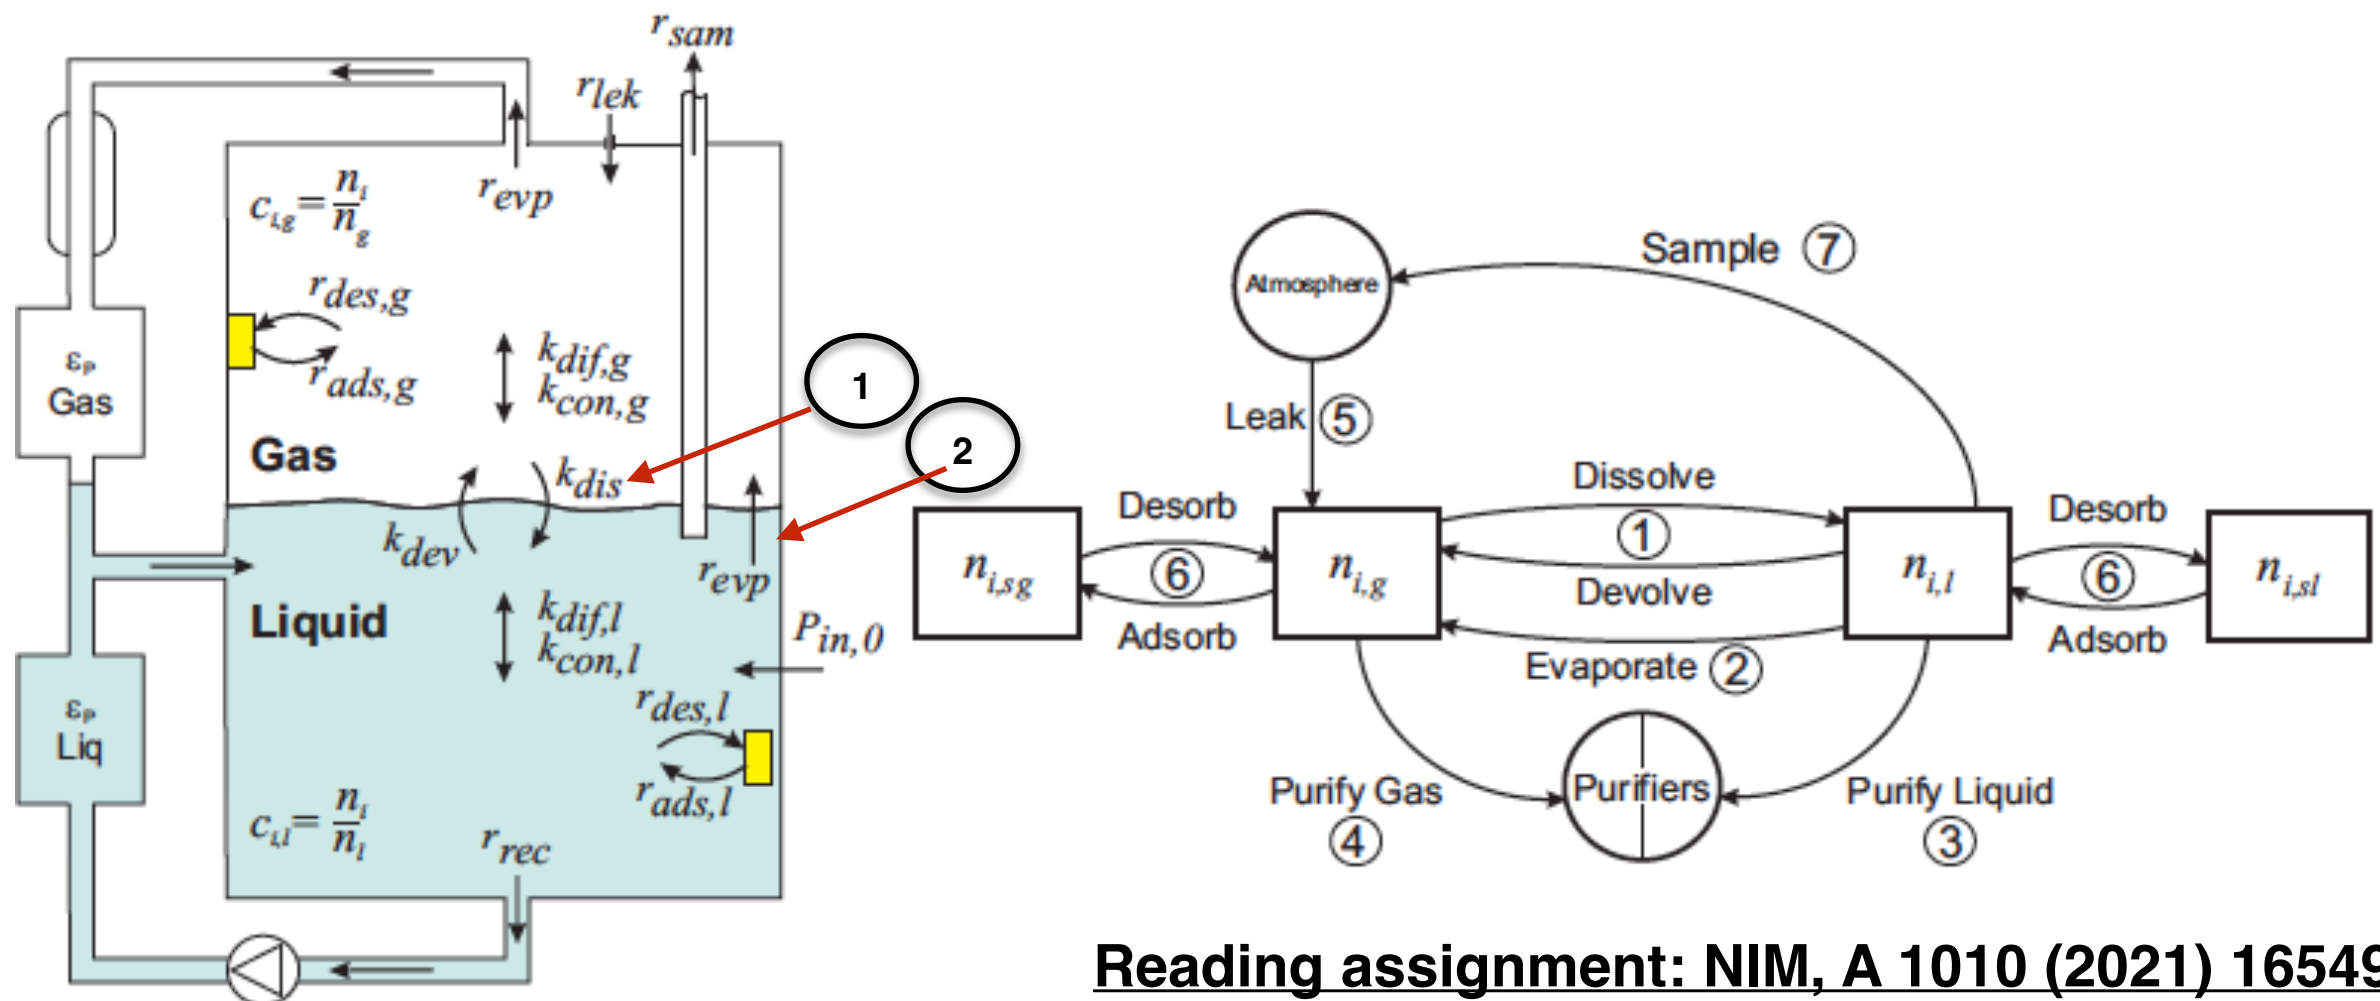 r_sam
r_lek
r_evp
c_i,g = n_i / n_g
r_des,g
r_ads,g
k_dif,g
k_con,g
ε_P
Gas
Gas
k_dis
k_dev
r_evp
1
2
Liquid
k_dif,l
k_con,l
P_in,0
r_des,l
r_ads,l
ε_P
Liq
c_i,l = n_i / n_l
r_rec
Sample ⑦
Atmosphere
Leak ⑤
Dissolve
①
Devolve
Evaporate ②
Desorb
⑥
Adsorb
n_i,sg
n_i,g
n_i,l
Desorb
⑥
Adsorb
n_i,sl
Purify Gas
④
Purifiers
Purify Liquid
③
Reading assignment: NIM, A 1010 (2021) 16549